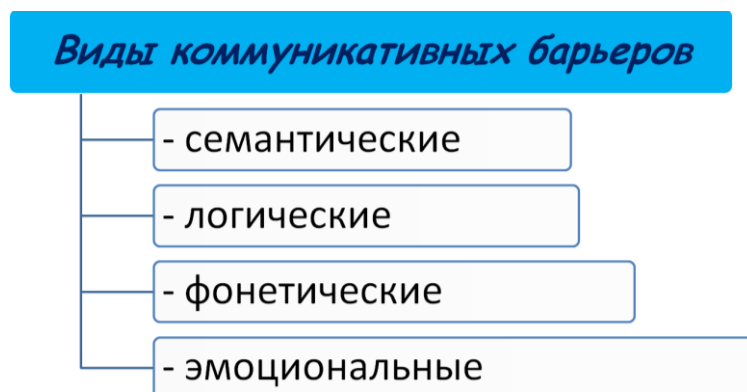 Виды коммуникативных барьеров
- семантические
- логические
- фонетические
- эмоциональные